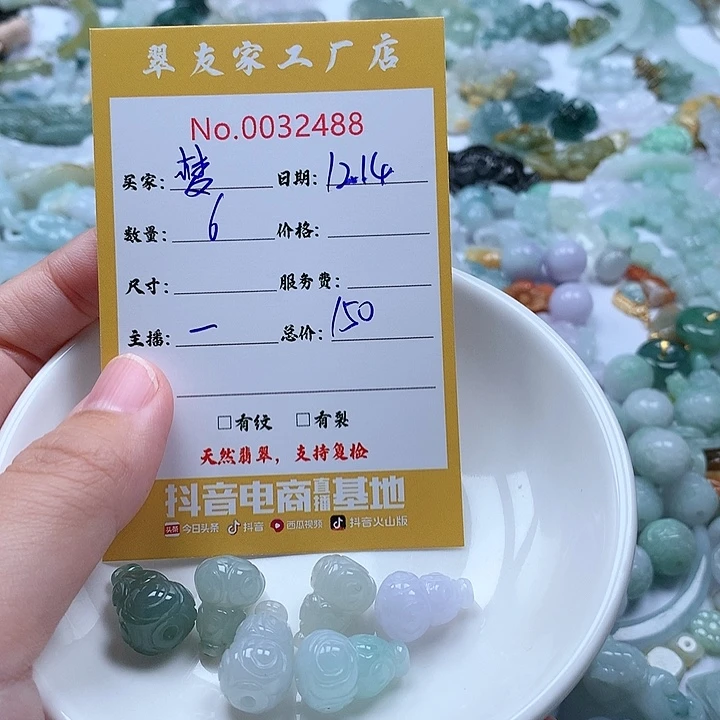 翠友家工厂店
No.0032488
买家: 梦 日期: 12.14
数量: 6 价格:
尺寸: 服务费:
主播: 一 总价: 150
□有纹 □有裂
天然翡翠，支持复检
抖音电商直播基地
头条 今日头条 抖音 西瓜视频 抖音火山版